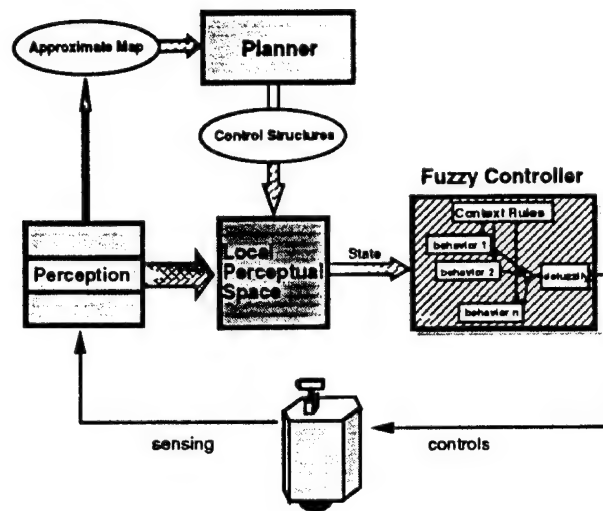 Approximate Map
Planner
Control Structures
Fuzzy Controller
Context Rules
behavior 1
behavior 2
behavior n
defuzzify
Perception
Local
Perceptual
Space
State
sensing
controls